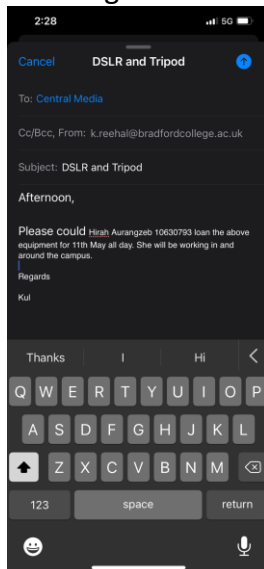 2:28
5G
Cancel DSLR and Tripod
To: Central Media
Cc/Bcc, From: k.reehal@bradfordcollege.ac.uk
Subject: DSLR and Tripod
Afternoon,
Please could Hirah Aurangzeb 10630793 loan the above
equipment for 11th May all day. She will be working in and
around the campus.
Regards
Kul
Thanks I Hi
Q W E R T Y U I O P
A S D F G H J K L
Z X C V B N M
123 space return